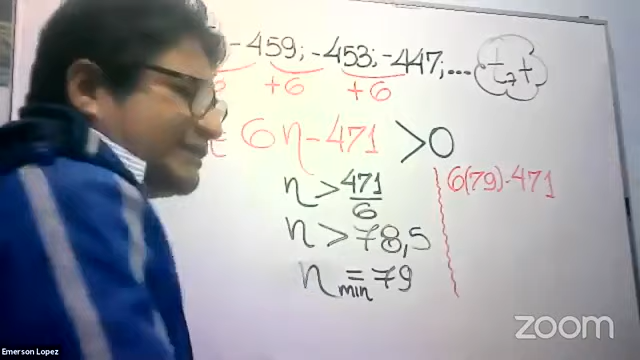 -459; -453; -447; ...
+6 +6
6n - 471 > 0
n > 471/6
6(79)-471
n > 78,5
n min = 79
Emerson Lopez
zoom